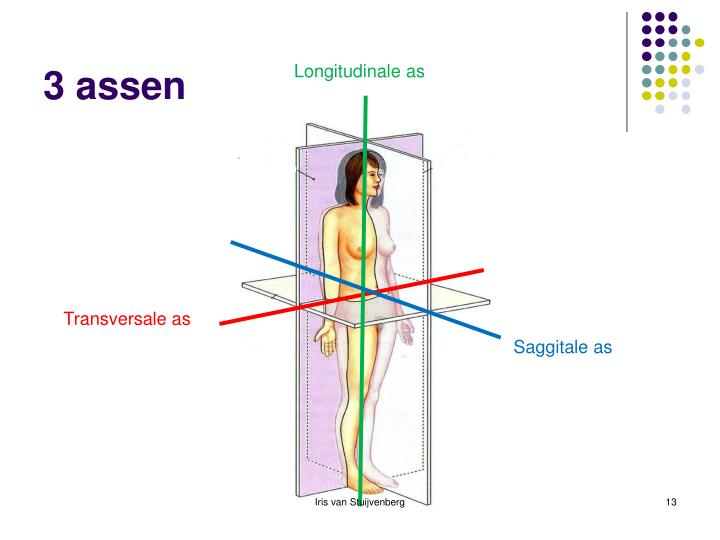 3 assen
Longitudinale as
Transversale as
Saggitale as
Iris van Stuijvenberg
13